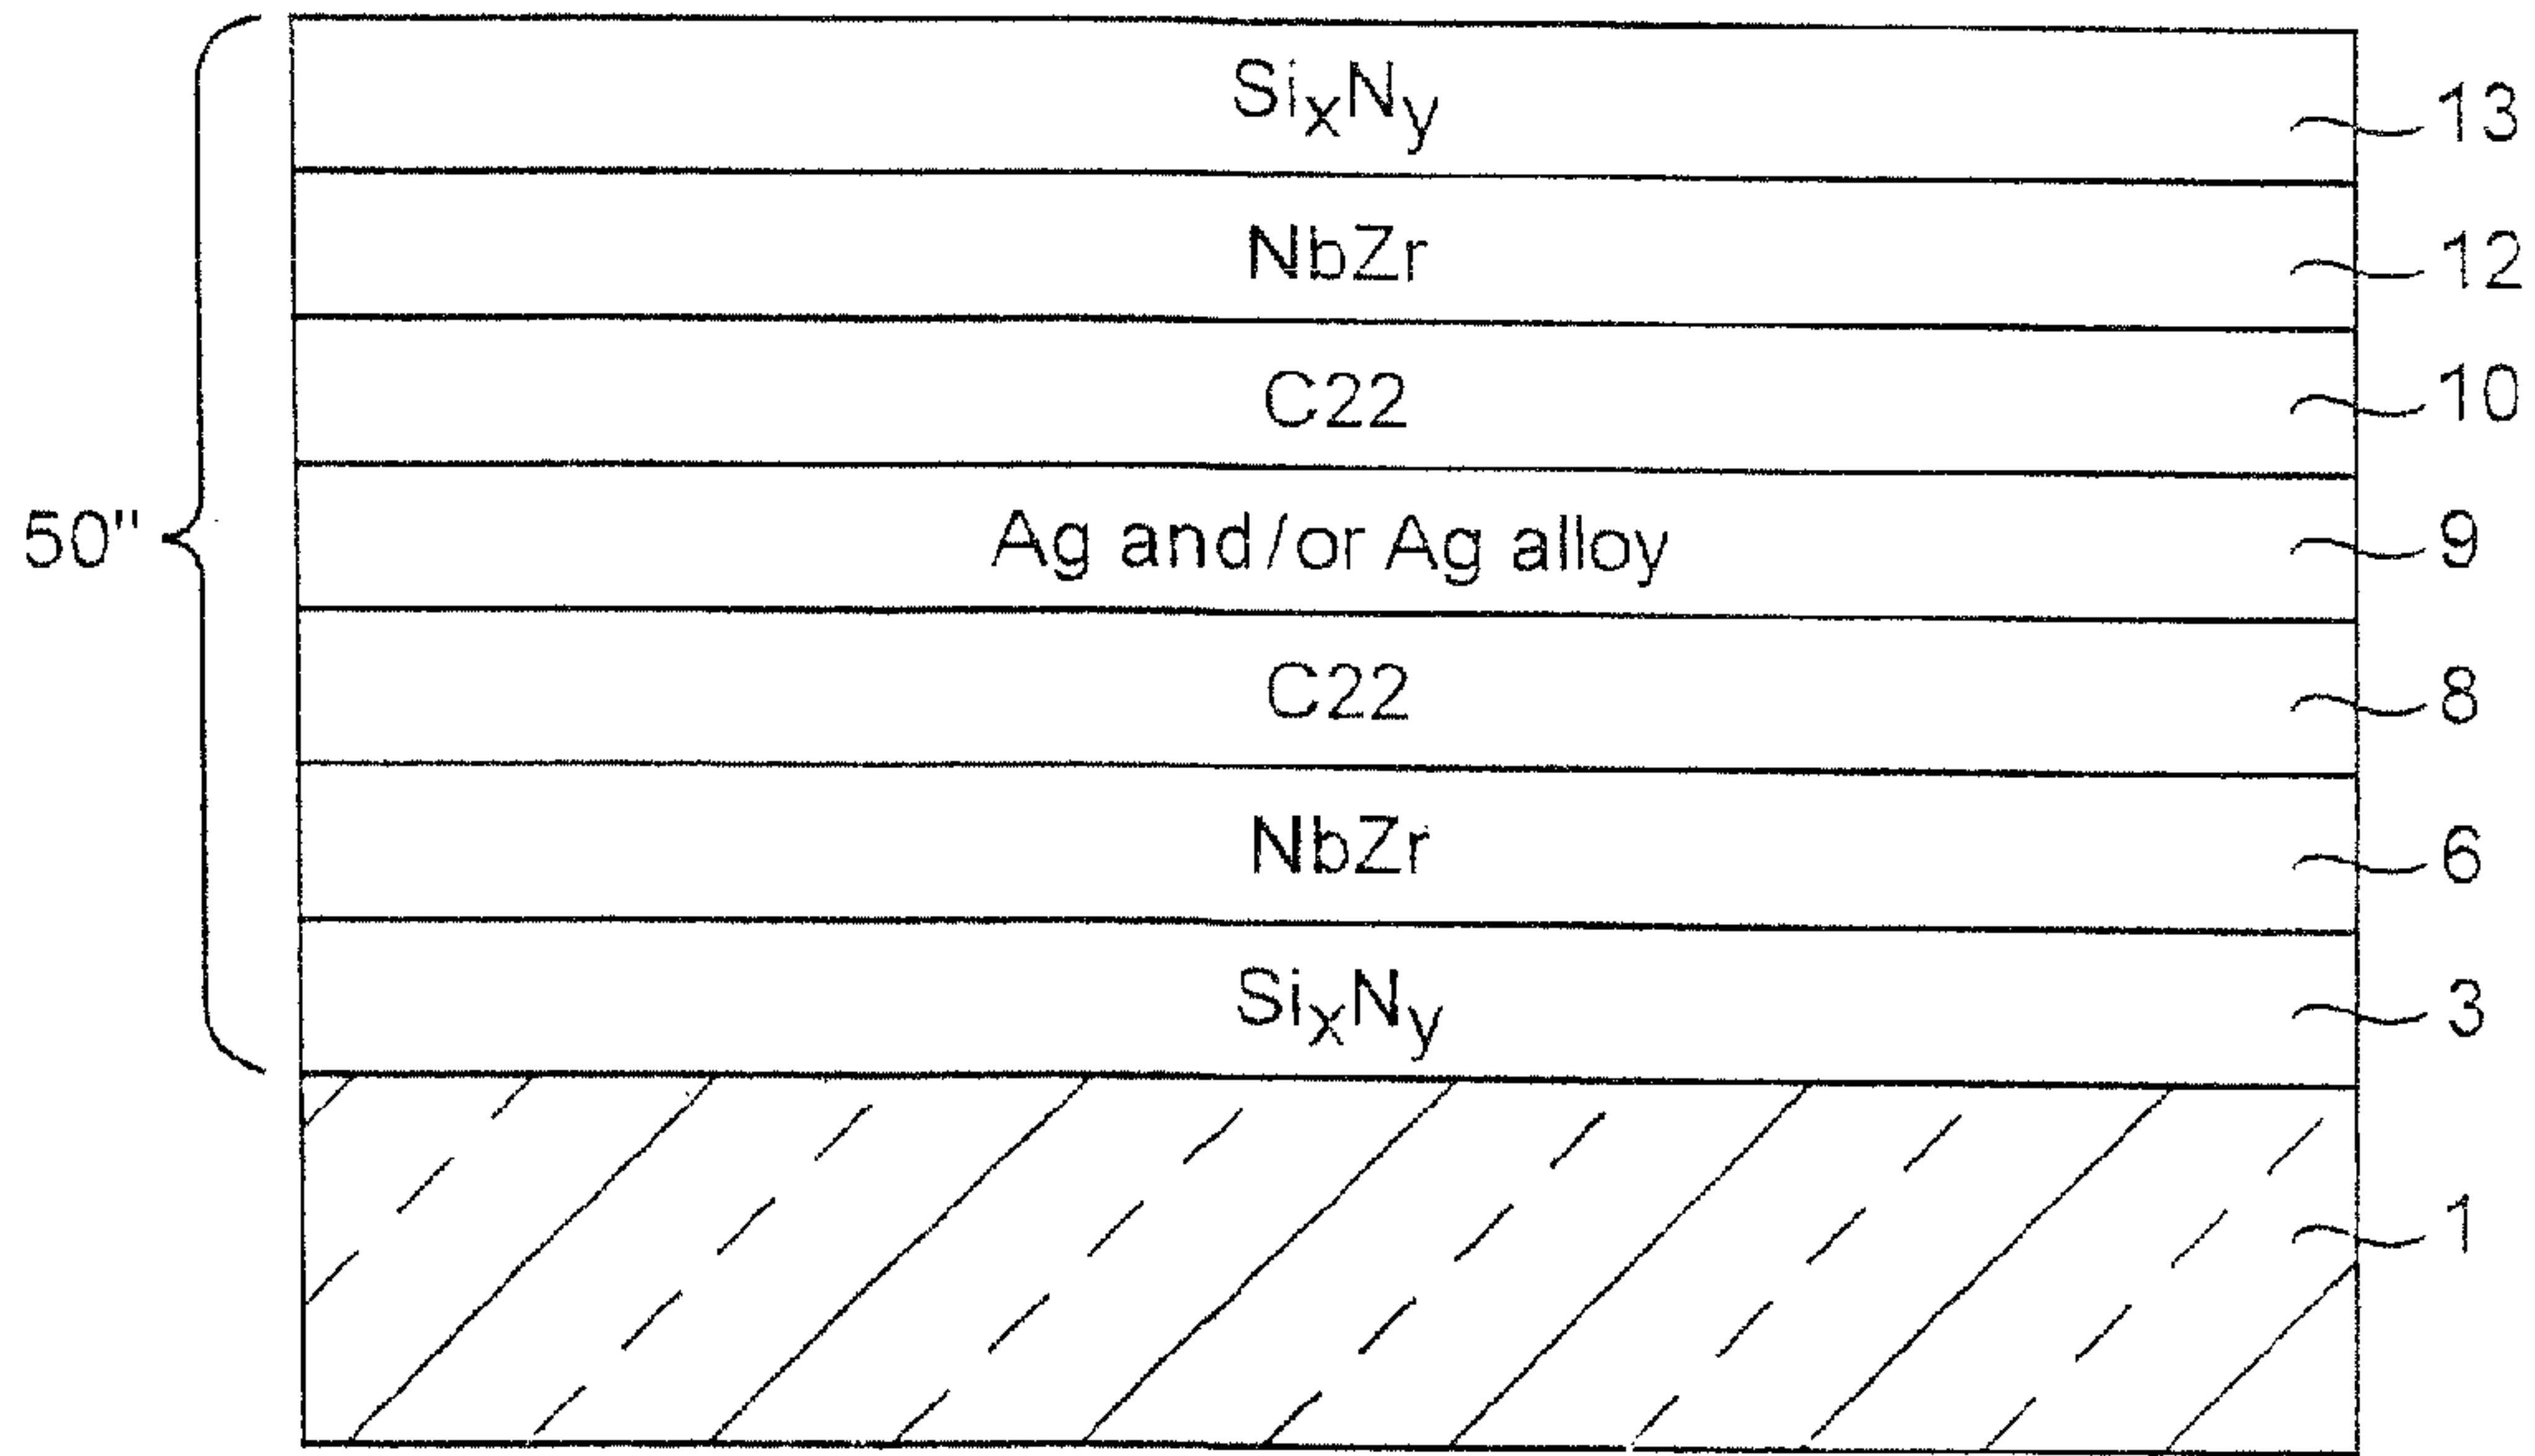 SixNy 13
NbZr 12
C22 10
50" Ag and/or Ag alloy 9
C22 8
NbZr 6
SixNy 3
1